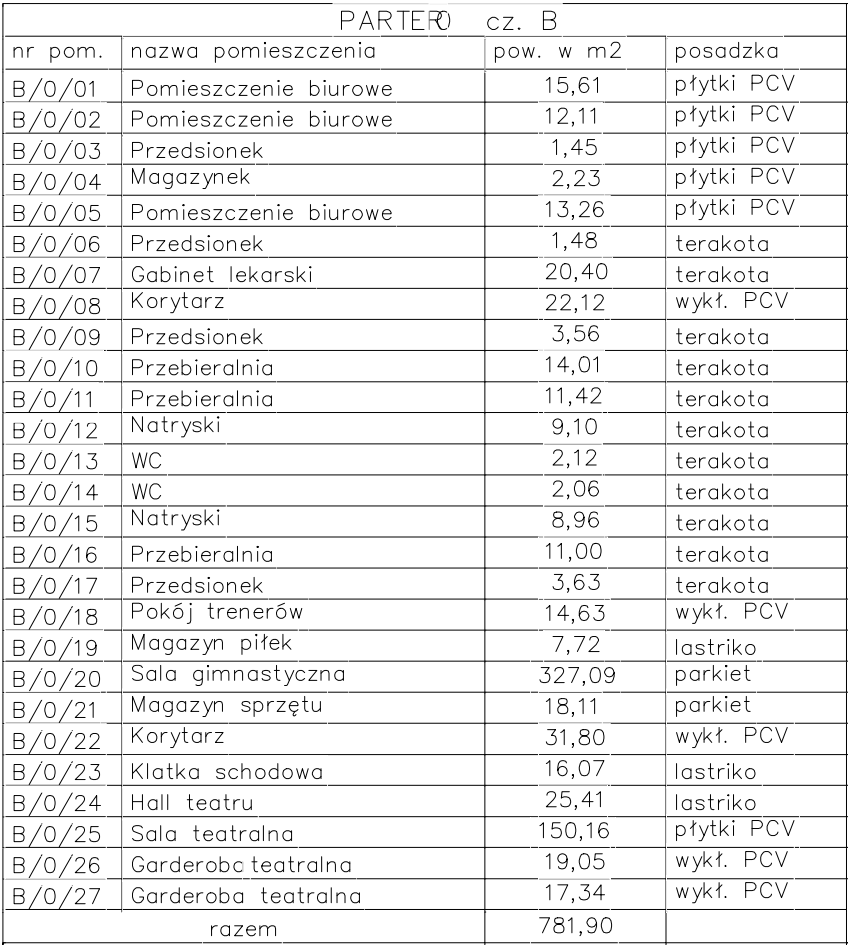 PARTER 0 cz. B
nr pom. nazwa pomieszczenia pow. w m2 posadzka
B/0/01 Pomieszczenie biurowe 15,61 płytki PCV
B/0/02 Pomieszczenie biurowe 12,11 płytki PCV
B/0/03 Przedsionek 1,45 płytki PCV
B/0/04 Magazynek 2,23 płytki PCV
B/0/05 Pomieszczenie biurowe 13,26 płytki PCV
B/0/06 Przedsionek 1,48 terakota
B/0/07 Gabinet lekarski 20,40 terakota
B/0/08 Korytarz 22,12 wykł. PCV
B/0/09 Przedsionek 3,56 terakota
B/0/10 Przebieralnia 14,01 terakota
B/0/11 Przebieralnia 11,42 terakota
B/0/12 Natryski 9,10 terakota
B/0/13 WC 2,12 terakota
B/0/14 WC 2,06 terakota
B/0/15 Natryski 8,96 terakota
B/0/16 Przebieralnia 11,00 terakota
B/0/17 Przedsionek 3,63 terakota
B/0/18 Pokój trenerów 14,63 wykł. PCV
B/0/19 Magazyn piłek 7,72 lastriko
B/0/20 Sala gimnastyczna 327,09 parkiet
B/0/21 Magazyn sprzętu 18,11 parkiet
B/0/22 Korytarz 31,80 wykł. PCV
B/0/23 Klatka schodowa 16,07 lastriko
B/0/24 Hall teatru 25,41 lastriko
B/0/25 Sala teatralna 150,16 płytki PCV
B/0/26 Garderoba teatralna 19,05 wykł. PCV
B/0/27 Garderoba teatralna 17,34 wykł. PCV
razem 781,90